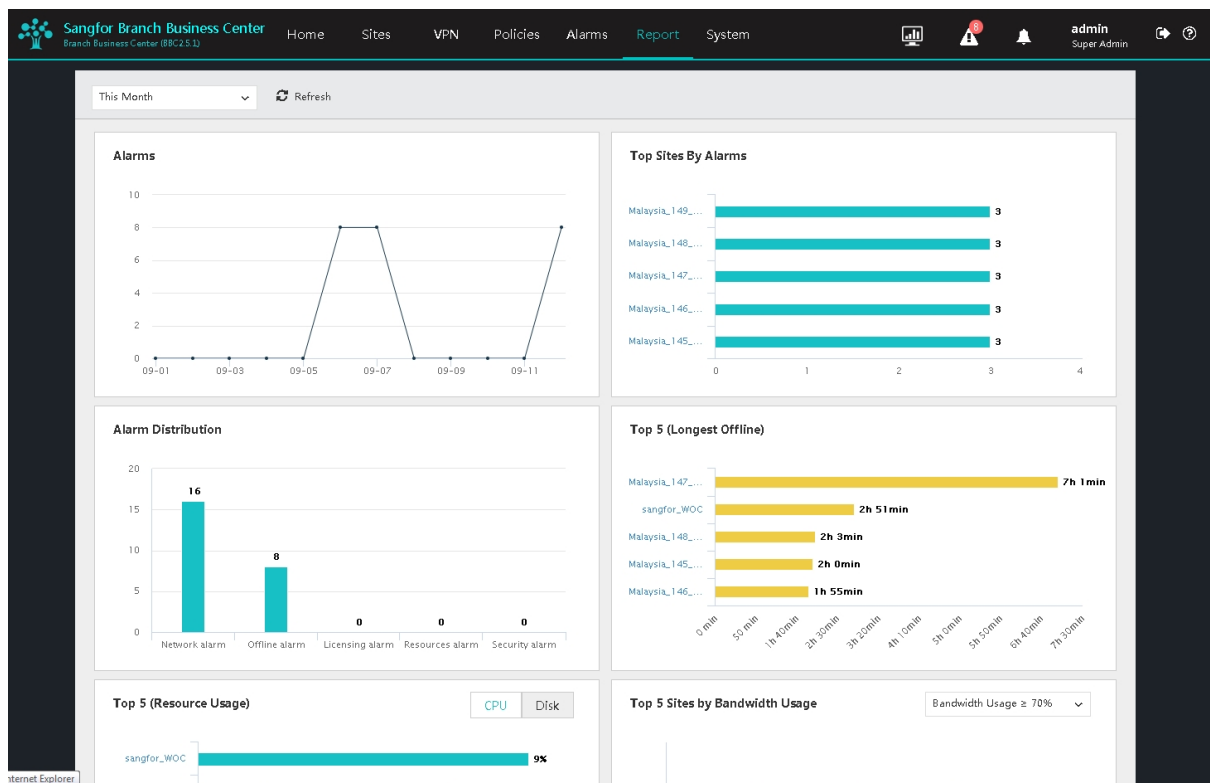 Sangfor Branch Business Center
Branch Business Center (BBC2.5.1)
Home Sites VPN Policies Alarms Report System
8
admin
Super Admin
This Month
Refresh
Alarms
10
8
6
4
2
0
09-01 09-03 09-05 09-07 09-09 09-11
Top Sites By Alarms
Malaysia_149_... 3
Malaysia_148_... 3
Malaysia_147_... 3
Malaysia_146_... 3
Malaysia_145_... 3
0 1 2 3 4
Alarm Distribution
20
15
10
5
0
16 8 0 0 0
Network alarm Offline alarm Licensing alarm Resources alarm Security alarm
Top 5 (Longest Offline)
Malaysia_147_... 7h 1min
sangfor_WOC 2h 51min
Malaysia_148_... 2h 3min
Malaysia_145_... 2h 0min
Malaysia_146_... 1h 55min
0 min 50 min 1h 40min 2h 30min 3h 20min 4h 10min 5h 0min 5h 50min 6h 40min 7h 30min
Top 5 (Resource Usage)
CPU Disk
sangfor_WOC 9%
Top 5 Sites by Bandwidth Usage
Bandwidth Usage ≥ 70%
nternet Explorer